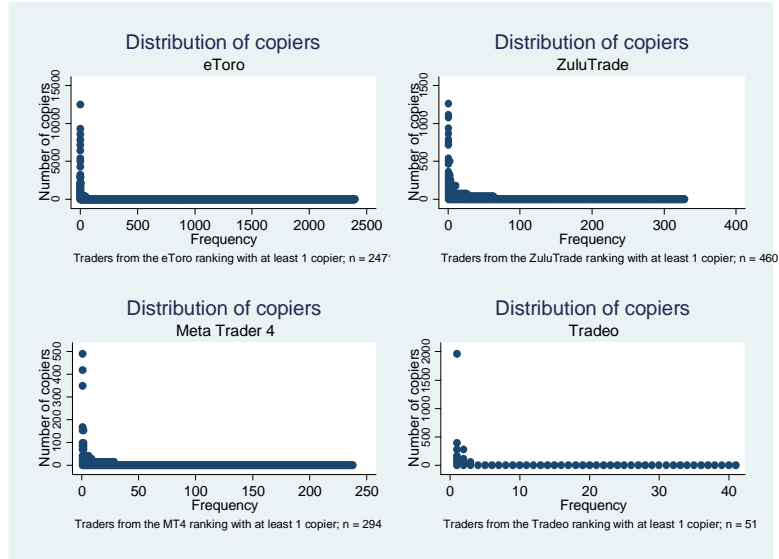 Distribution of copiers
eToro
Number of copiers
0 5000 10000 15000
0 500 1000 1500 2000 2500
Frequency
Traders from the eToro ranking with at least 1 copier; n = 247
Distribution of copiers
ZuluTrade
Number of copiers
0 500 1000 1500
0 100 200 300 400
Frequency
Traders from the ZuluTrade ranking with at least 1 copier; n = 460
Distribution of copiers
Meta Trader 4
Number of copiers
0 100 200 300 400 500
0 50 100 150 200 250
Frequency
Traders from the MT4 ranking with at least 1 copier; n = 294
Distribution of copiers
Tradeo
Number of copiers
0 500 1000 1500 2000
0 10 20 30 40
Frequency
Traders from the Tradeo ranking with at least 1 copier; n = 51